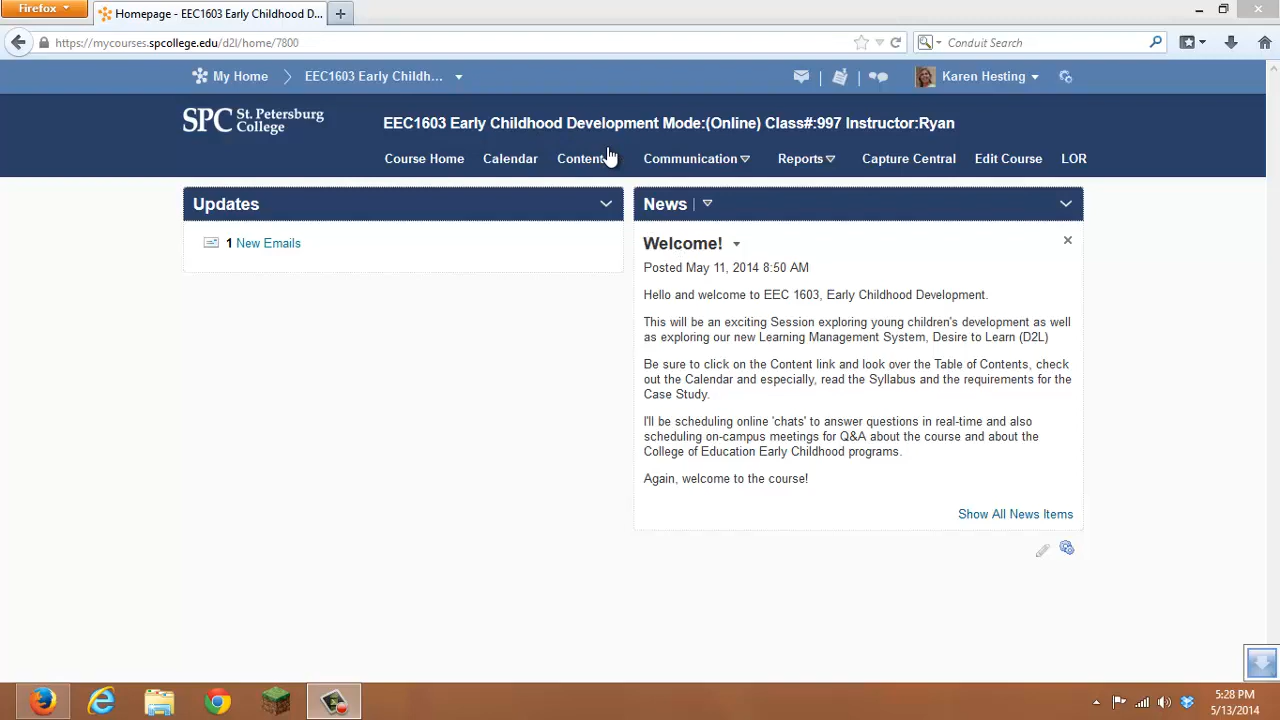 Firefox
Homepage - EEC1603 Early Childhood D...
https://mycourses.spcollege.edu/d2l/home/7800
Conduit Search
My Home
EEC1603 Early Childh...
Karen Hesting
SPC St. Petersburg College
EEC1603 Early Childhood Development Mode:(Online) Class#:997 Instructor:Ryan
Course Home Calendar Content Communication Reports Capture Central Edit Course LOR
Updates
1 New Emails
News
Welcome!
Posted May 11, 2014 8:50 AM
Hello and welcome to EEC 1603, Early Childhood Development.
This will be an exciting Session exploring young children's development as well
as exploring our new Learning Management System, Desire to Learn (D2L)
Be sure to click on the Content link and look over the Table of Contents, check
out the Calendar and especially, read the Syllabus and the requirements for the
Case Study.
I'll be scheduling online 'chats' to answer questions in real-time and also
scheduling on-campus meetings for Q&A about the course and about the
College of Education Early Childhood programs.
Again, welcome to the course!
Show All News Items
5:28 PM
5/13/2014